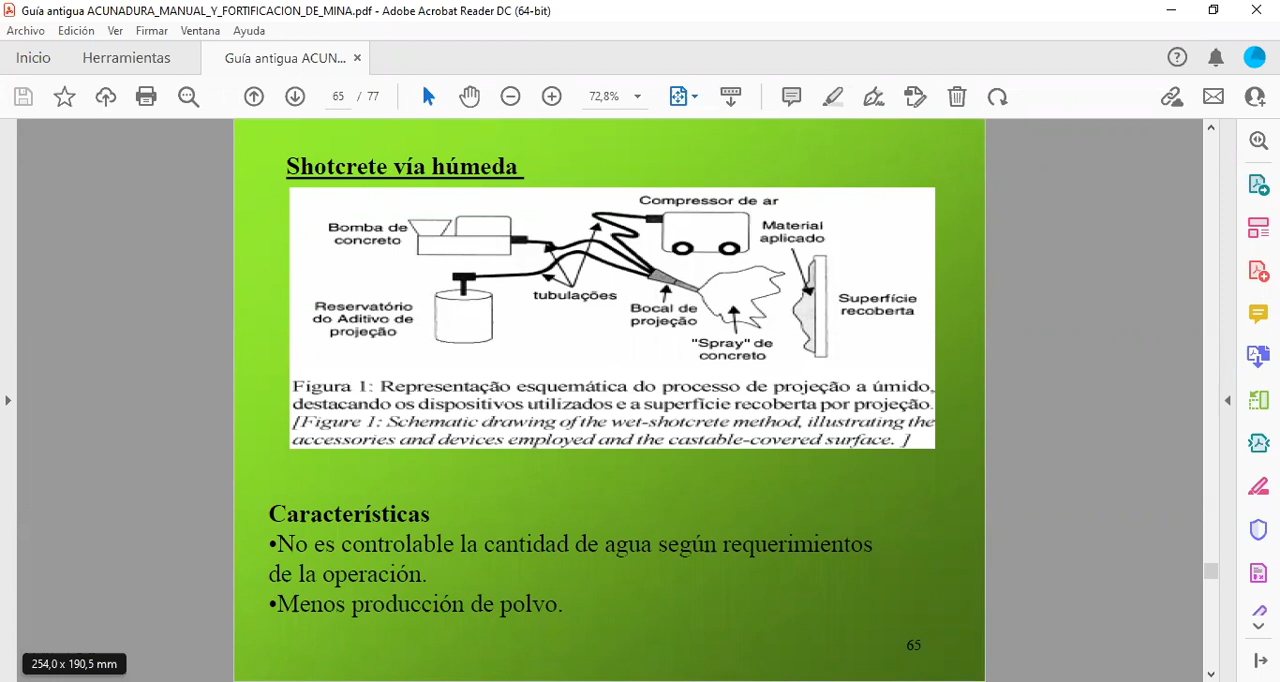 Guía antigua ACUNADURA_MANUAL_Y_FORTIFICACION_DE_MINA.pdf - Adobe Acrobat Reader DC (64-bit)
Archivo Edición Ver Firmar Ventana Ayuda
Inicio Herramientas Guía antigua ACUN... ×
65 / 77 72,8%
Shotcrete vía húmeda
Compressor de ar
Bomba de
concreto
Material
aplicado
Reservatório
do Aditivo de
projeção
tubulações
Bocal de
projeção
Superfície
recoberta
"Spray" de
concreto
Figura 1: Representação esquemática do processo de projeção a úmido,
destacando os dispositivos utilizados e a superfície recoberta por projeção.
[Figure 1: Schematic drawing of the wet-shotcrete method, illustrating the
accessories and devices employed and the castable-covered surface. ]
Características
•No es controlable la cantidad de agua según requerimientos
de la operación.
•Menos producción de polvo.
65
254,0 x 190,5 mm